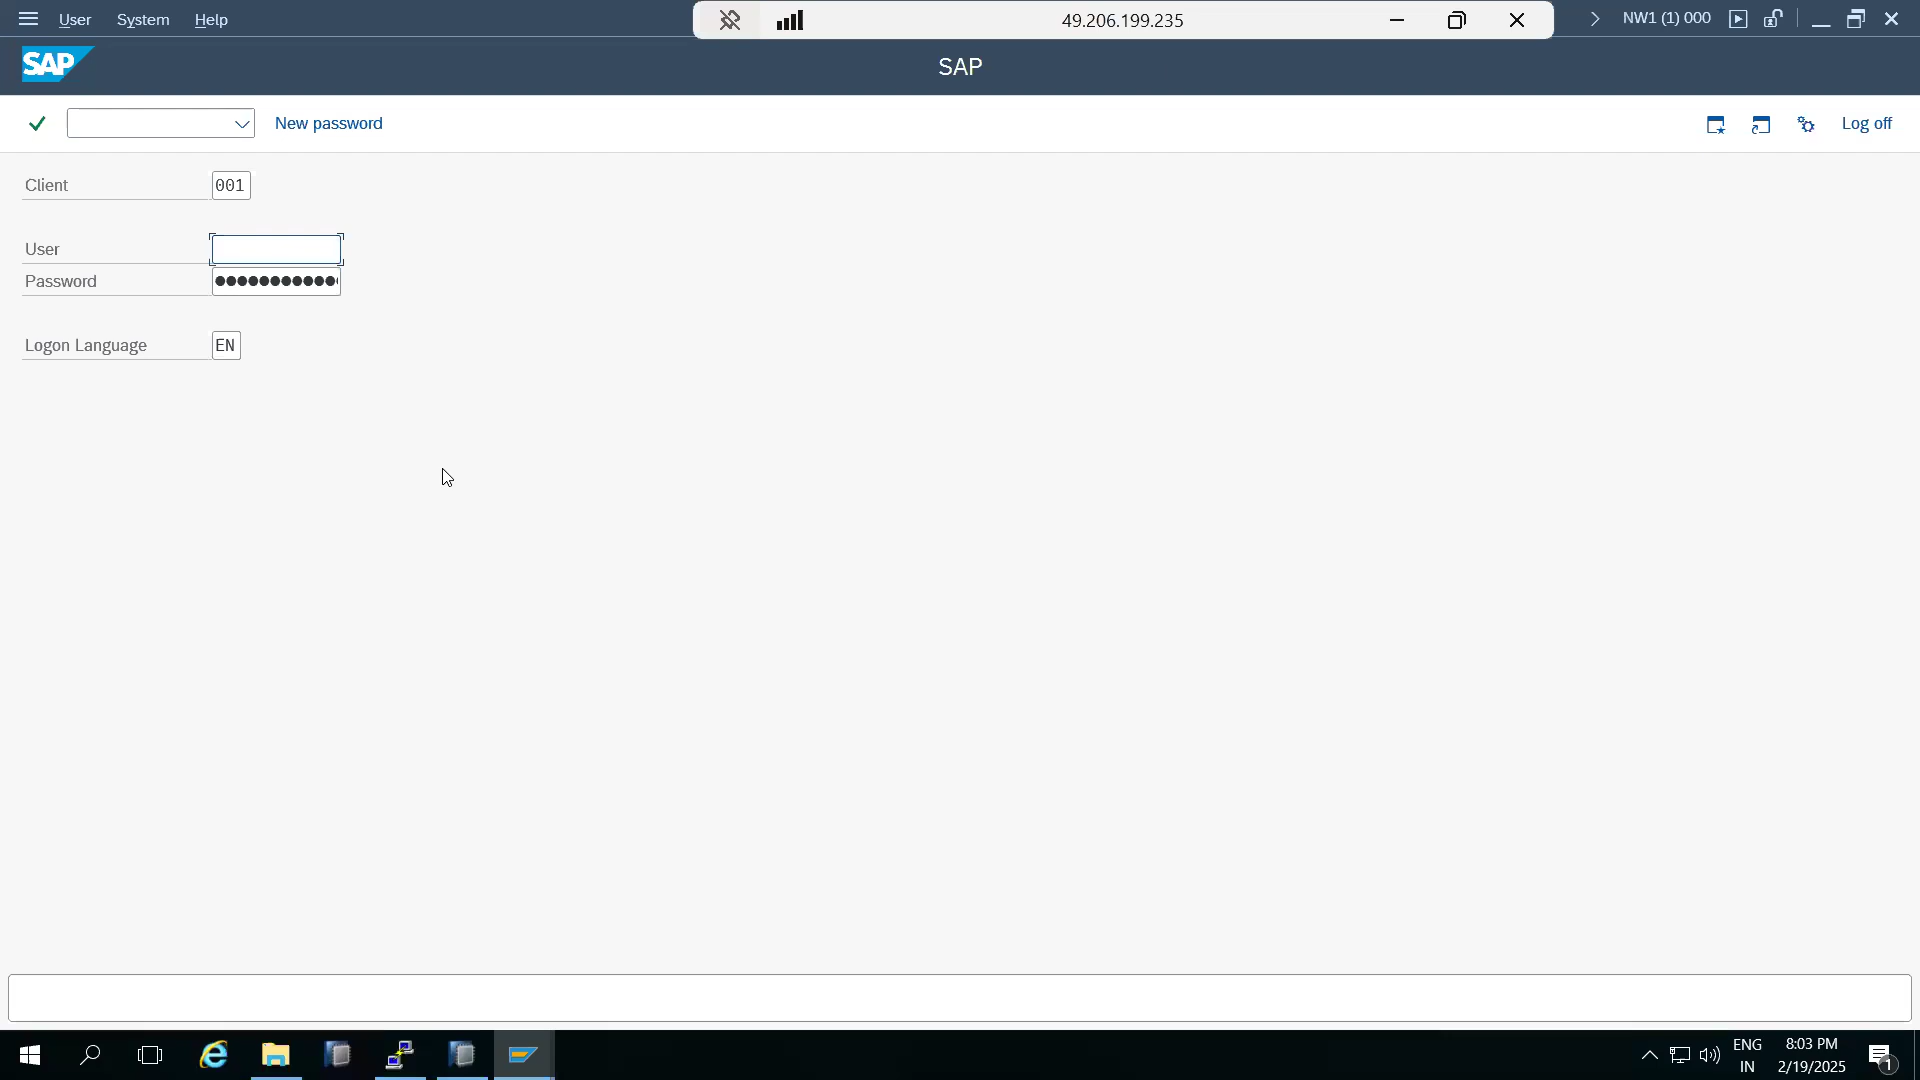 User System Help
49.206.199.235
NW1 (1) 000
SAP
SAP
New password
Log off
Client 001
User
Password ●●●●●●●●●●●
Logon Language EN
ENG
IN
8:03 PM
2/19/2025
1